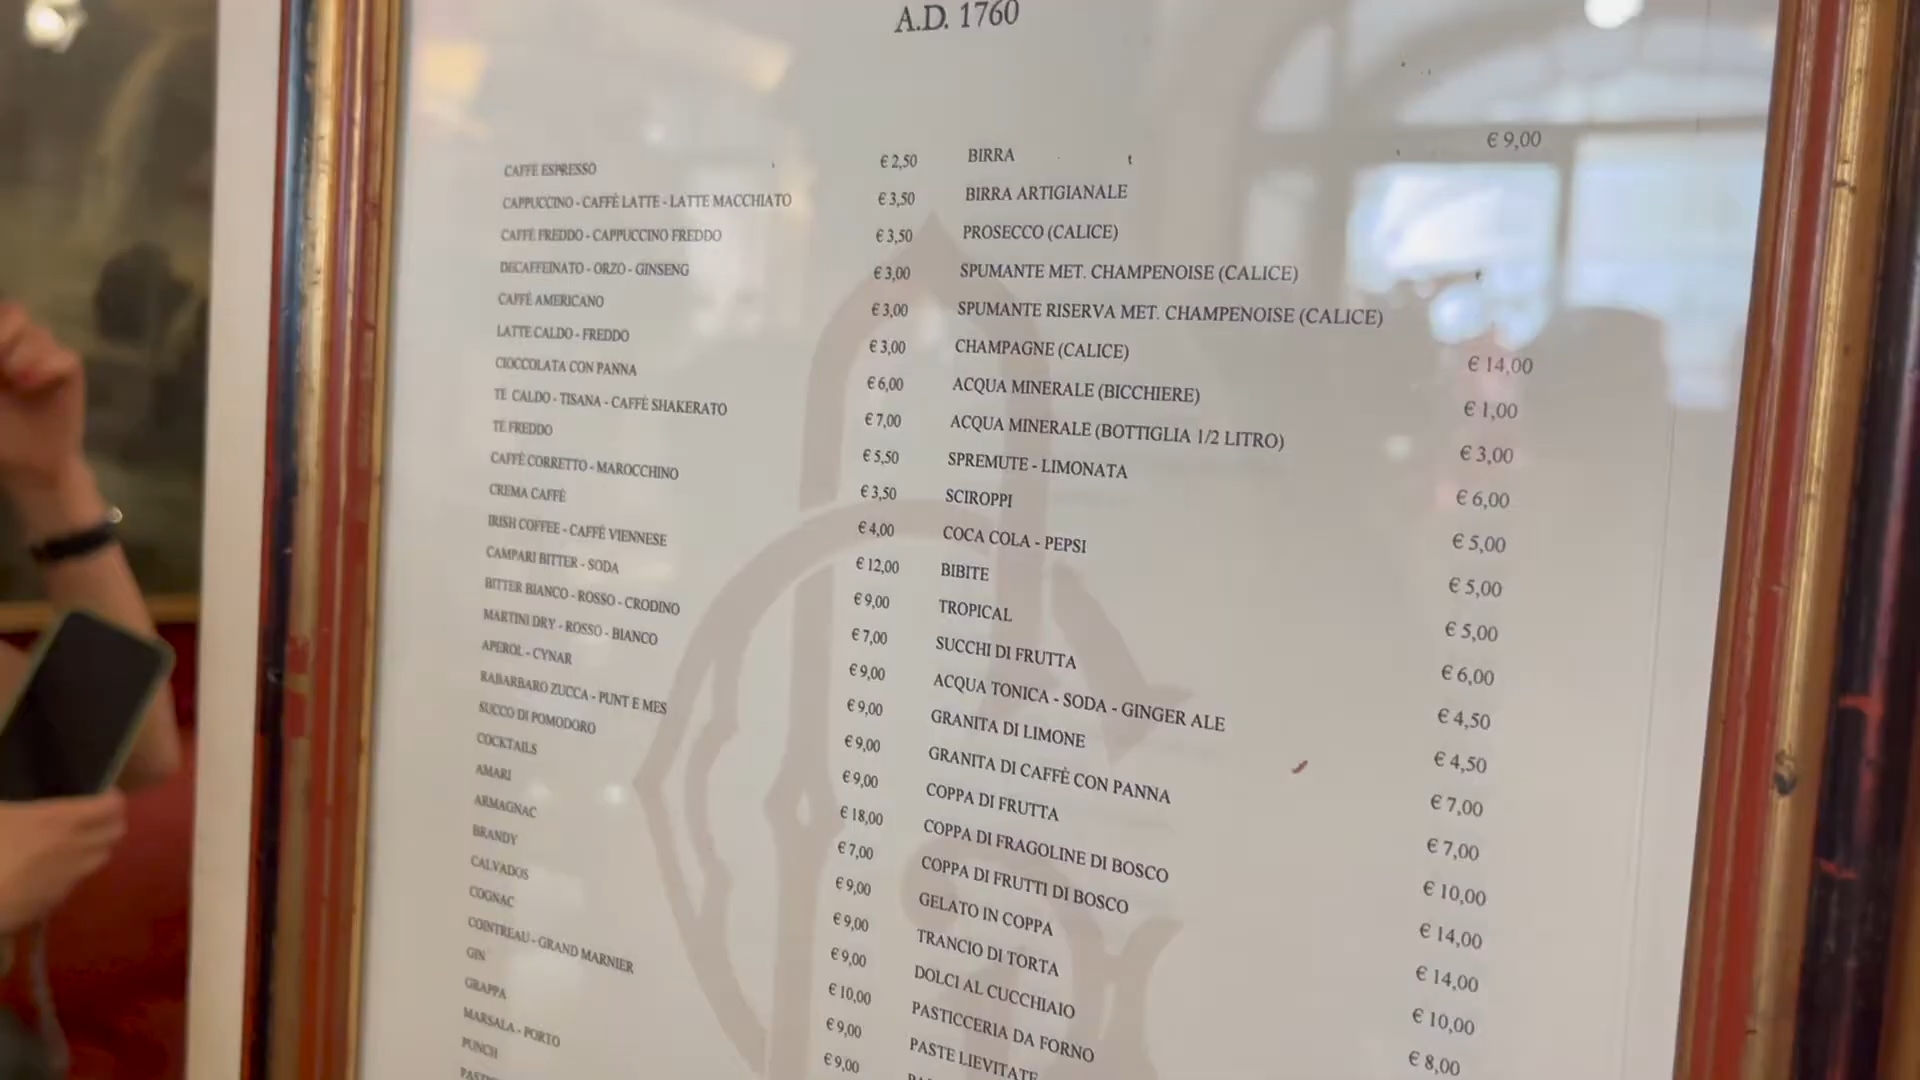 A.D. 1760
CAFFÈ ESPRESSO € 2,50
CAPPUCCINO - CAFFÈ LATTE - LATTE MACCHIATO € 3,50
CAFFÈ FREDDO - CAPPUCCINO FREDDO € 3,50
DECAFFEINATO - ORZO - GINSENG € 3,00
CAFFÈ AMERICANO € 3,00
LATTE CALDO - FREDDO € 3,00
CIOCCOLATA CON PANNA € 6,00
TÈ CALDO - TISANA - CAFFÈ SHAKERATO € 7,00
TÈ FREDDO € 5,50
CAFFÈ CORRETTO - MAROCCHINO € 3,50
CREMA CAFFÈ € 4,00
IRISH COFFEE - CAFFÈ VIENNESE € 12,00
CAMPARI BITTER - SODA € 9,00
BITTER BIANCO - ROSSO - CRODINO € 7,00
MARTINI DRY - ROSSO - BIANCO € 9,00
APEROL - CYNAR € 9,00
RABARBARO ZUCCA - PUNT E MES € 9,00
SUCCO DI POMODORO € 9,00
COCKTAILS € 18,00
AMARI € 7,00
ARMAGNAC € 9,00
BRANDY € 9,00
CALVADOS € 9,00
COGNAC € 10,00
COINTREAU - GRAND MARNIER € 9,00
GIN € 9,00
GRAPPA
MARSALA - PORTO
PUNCH
BIRRA € 9,00
BIRRA ARTIGIANALE
PROSECCO (CALICE)
SPUMANTE MET. CHAMPENOISE (CALICE)
SPUMANTE RISERVA MET. CHAMPENOISE (CALICE)
CHAMPAGNE (CALICE) € 14,00
ACQUA MINERALE (BICCHIERE) € 1,00
ACQUA MINERALE (BOTTIGLIA 1/2 LITRO) € 3,00
SPREMUTE - LIMONATA € 6,00
SCIROPPI € 5,00
COCA COLA - PEPSI € 5,00
BIBITE € 5,00
TROPICAL € 6,00
SUCCHI DI FRUTTA € 4,50
ACQUA TONICA - SODA - GINGER ALE € 4,50
GRANITA DI LIMONE € 7,00
GRANITA DI CAFFÈ CON PANNA € 7,00
COPPA DI FRUTTA € 10,00
COPPA DI FRAGOLINE DI BOSCO € 14,00
COPPA DI FRUTTI DI BOSCO € 14,00
GELATO IN COPPA € 10,00
TRANCIO DI TORTA € 8,00
DOLCI AL CUCCHIAIO
PASTICCERIA DA FORNO
PASTE LIEVITATE